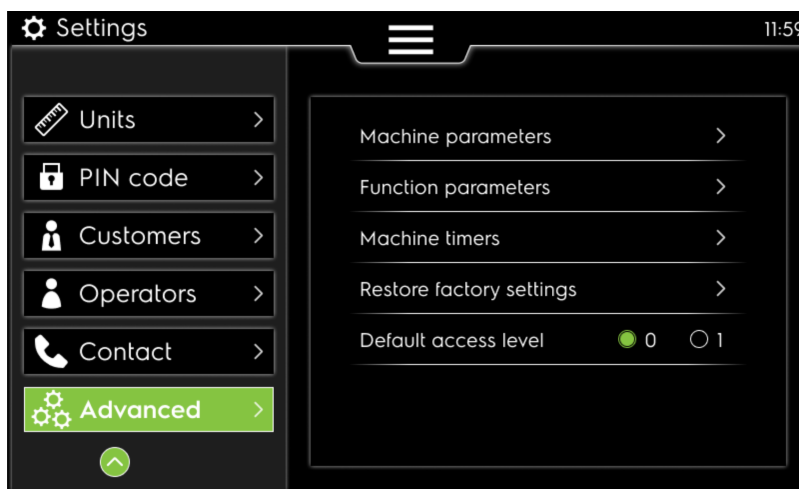 Settings
11:59
Units
PIN code
Customers
Operators
Contact
Advanced
Machine parameters
Function parameters
Machine timers
Restore factory settings
Default access level 0 1